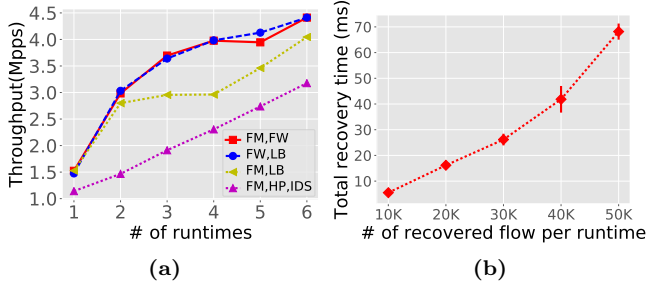 4.5
4.0
3.5
3.0
2.5
2.0
1.5
1.0
Throughput(Mpps)
FM,FW
FW,LB
FM,LB
FM,HP,IDS
1 2 3 4 5 6
# of runtimes
(a)
70
60
50
40
30
20
10
Total recovery time (ms)
10K 20K 30K 40K 50K
# of recovered flow per runtime
(b)